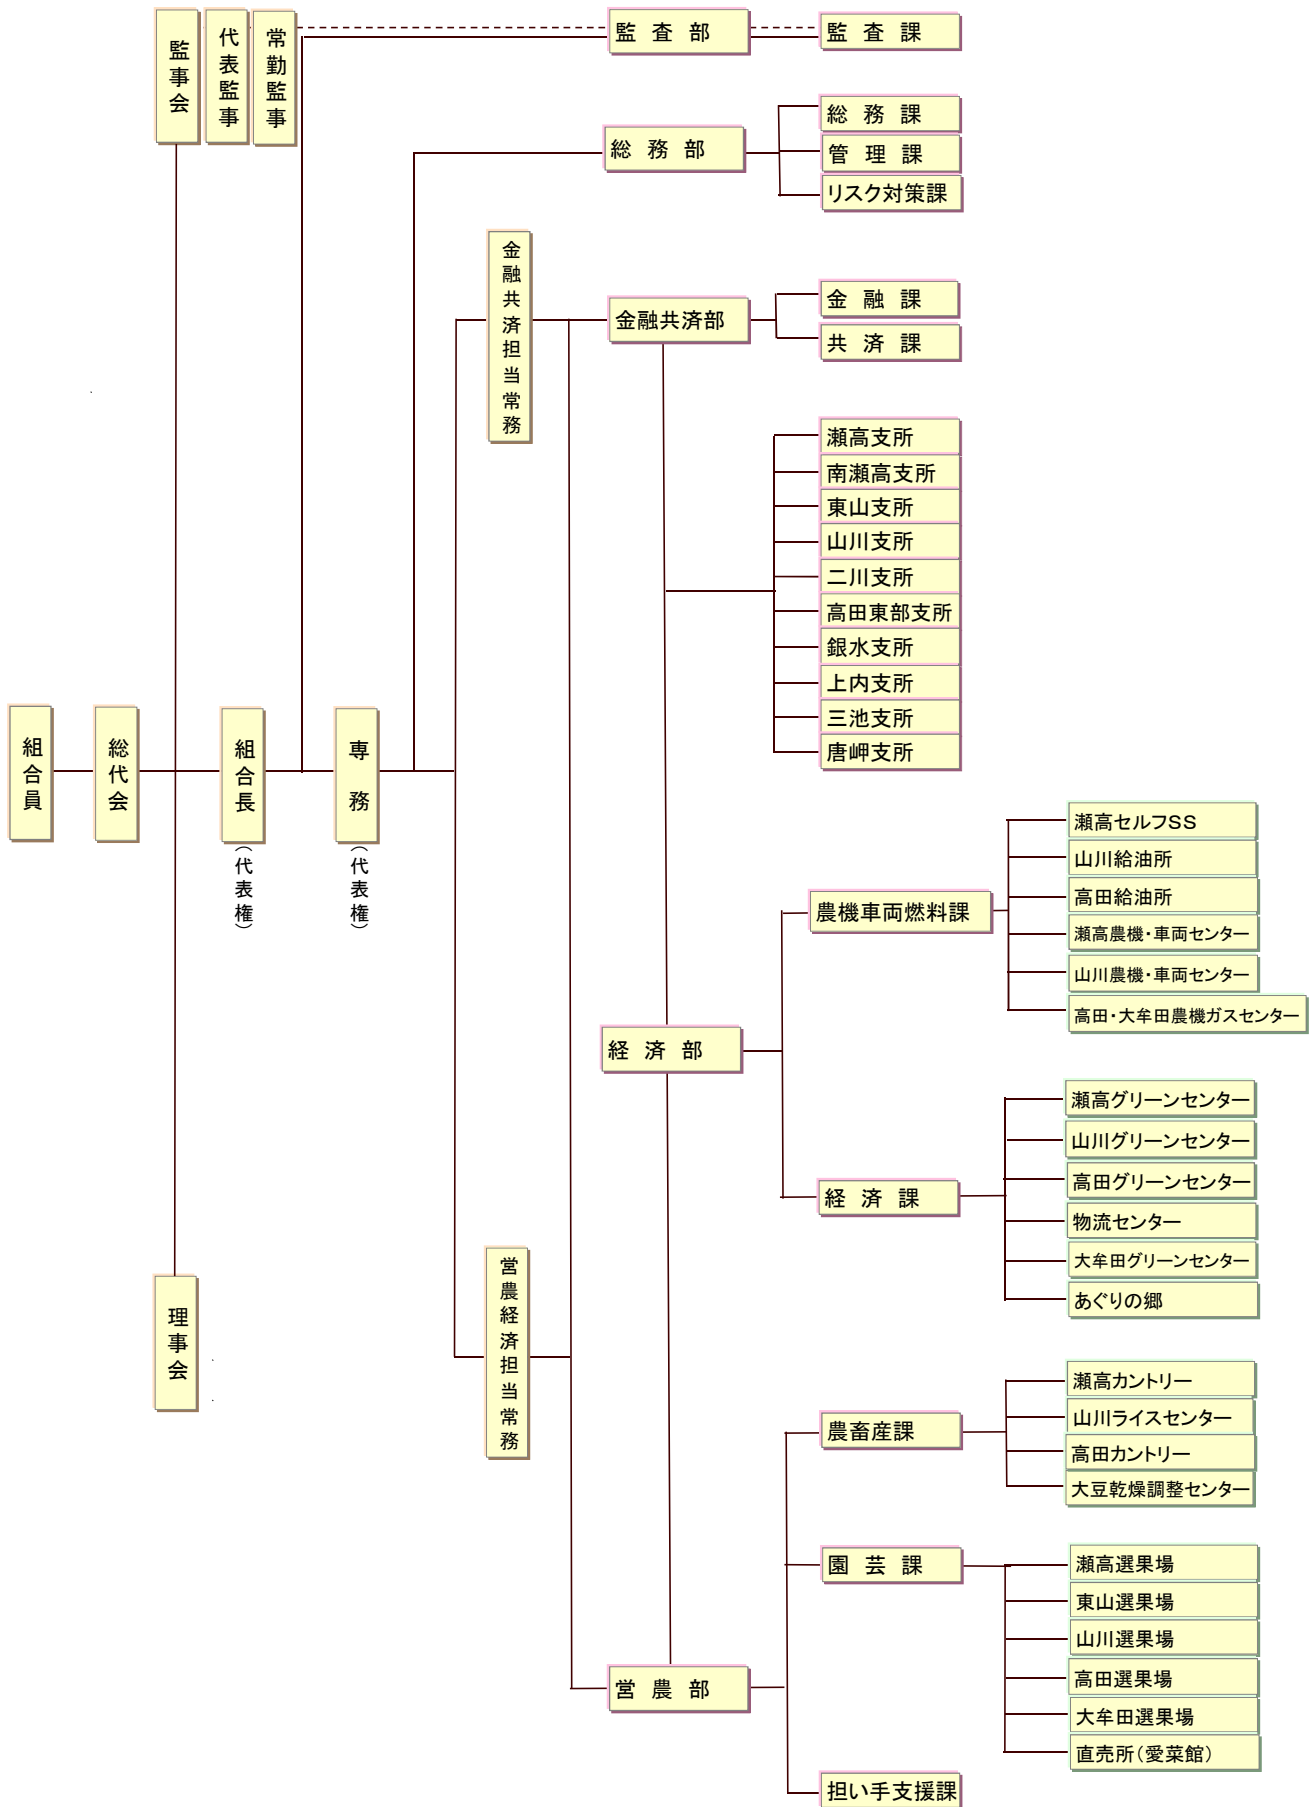 監事会
代表監事
常勤監事
監査部
監査課
総務部
総務課
管理課
リスク対策課
金融共済担当常務
金融共済部
金融課
共済課
瀬高支所
南瀬高支所
東山支所
山川支所
二川支所
高田東部支所
銀水支所
上内支所
三池支所
唐岬支所
組合員
総代会
組合長
（代表権）
専務
（代表権）
経済部
農機車両燃料課
瀬高セルフSS
山川給油所
高田給油所
瀬高農機・車両センター
山川農機・車両センター
高田・大牟田農機ガスセンター
経済課
瀬高グリーンセンター
山川グリーンセンター
高田グリーンセンター
物流センター
大牟田グリーンセンター
あぐりの郷
理事会
営農経済担当常務
営農部
農畜産課
瀬高カントリー
山川ライスセンター
高田カントリー
大豆乾燥調整センター
園芸課
瀬高選果場
東山選果場
山川選果場
高田選果場
大牟田選果場
直売所（愛菜館）
担い手支援課